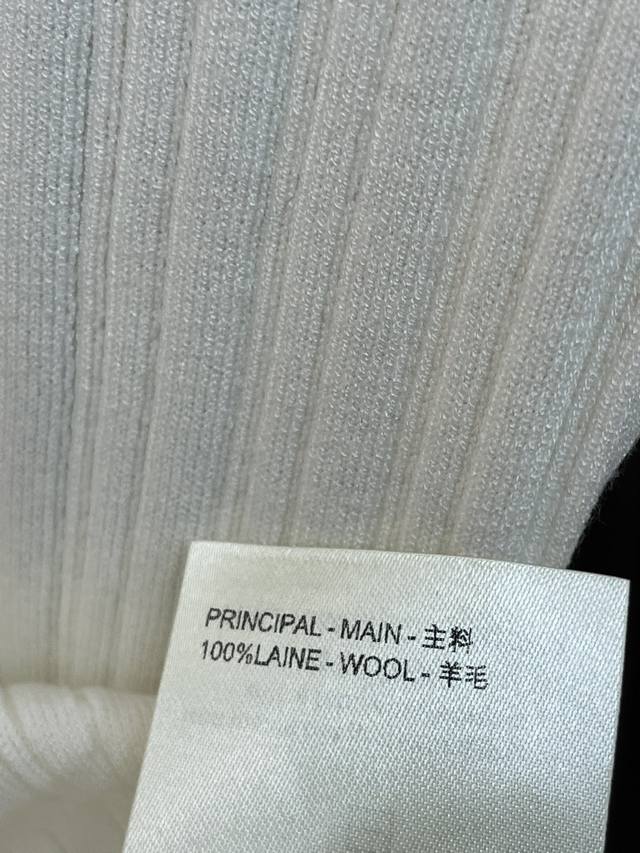 PRINCIPAL - MAIN - 主料
100%LAINE - WOOL - 羊毛